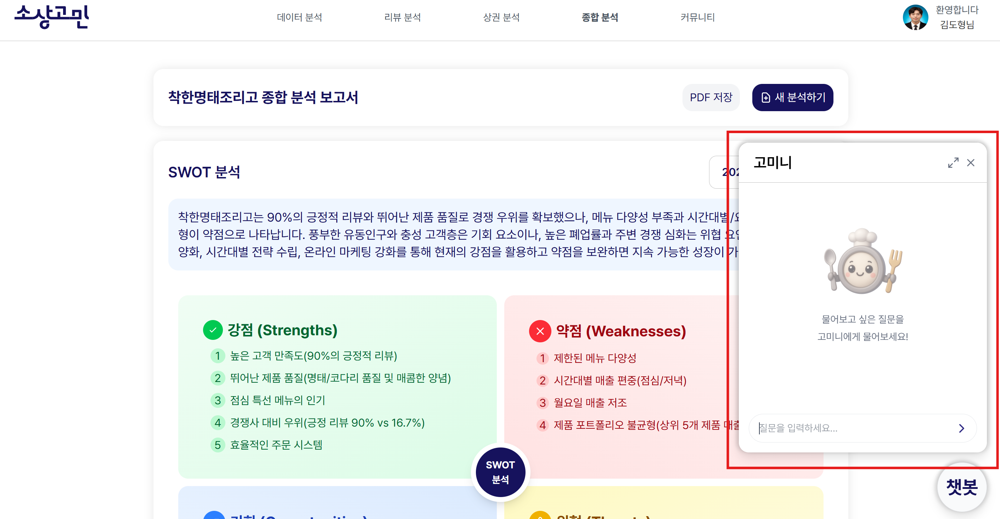 소상고민
데이터 분석
리뷰 분석
상권 분석
종합 분석
커뮤니티
환영합니다
김도형님
착한명태조리고 종합 분석 보고서
PDF 저장
새 분석하기
SWOT 분석
202
착한명태조리고는 90%의 긍정적 리뷰와 뛰어난 제품 품질로 경쟁 우위를 확보했으나, 메뉴 다양성 부족과 시간대별/
형이 약점으로 나타납니다. 풍부한 유동인구와 충성 고객층은 기회 요소이나, 높은 폐업률과 주변 경쟁 심화는 위협
양화, 시간대별 전략 수립, 온라인 마케팅 강화를 통해 현재의 강점을 활용하고 약점을 보완하면 지속 가능한 성장이 가
강점 (Strengths)
1 높은 고객 만족도(90%의 긍정적 리뷰)
2 뛰어난 제품 품질(명태/코다리 품질 및 매콤한 양념)
3 점심 특선 메뉴의 인기
4 경쟁사 대비 우위(긍정 리뷰 90% vs 16.7%)
5 효율적인 주문 시스템
약점 (Weaknesses)
1 제한된 메뉴 다양성
2 시간대별 매출 편중(점심/저녁)
3 월요일 매출 저조
4 제품 포트폴리오 불균형(상위 5개 제품 매출
SWOT
분석
고미니
물어보고 싶은 질문을
고미니에게 물어보세요!
질문을 입력하세요...
챗봇